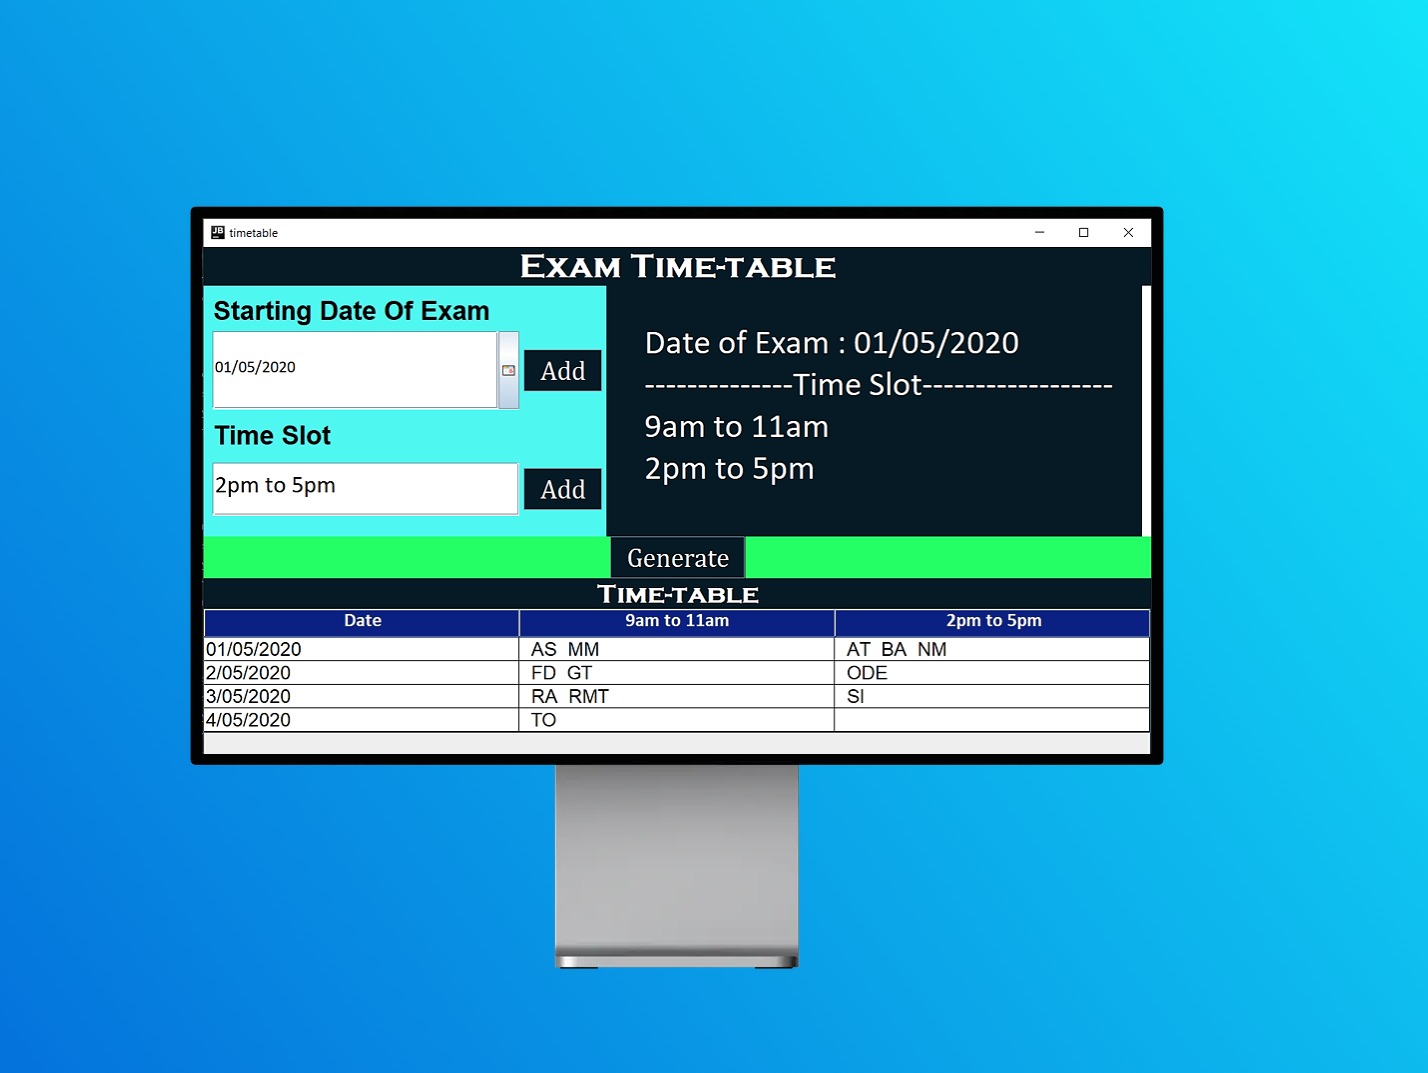 JB timetable
EXAM TIME-TABLE
Starting Date Of Exam
01/05/2020
Add
Time Slot
2pm to 5pm
Add
Date of Exam : 01/05/2020
--------------Time Slot------------------
9am to 11am
2pm to 5pm
Generate
TIME-TABLE
Date 9am to 11am 2pm to 5pm
01/05/2020 AS MM AT BA NM
2/05/2020 FD GT ODE
3/05/2020 RA RMT SI
4/05/2020 TO